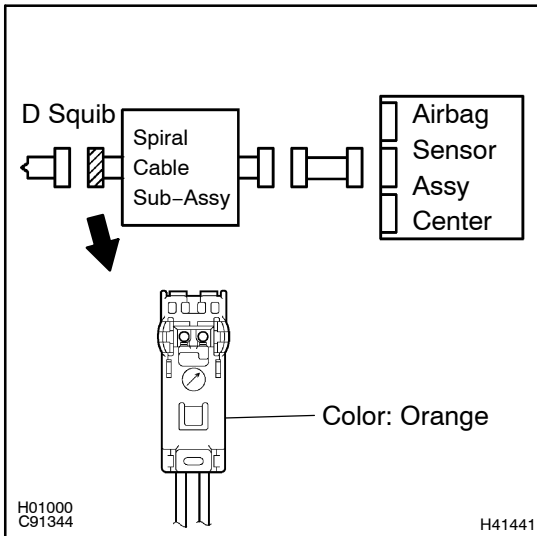 D Squib
Spiral
Cable
Sub−Assy
Airbag
Sensor
Assy
Center
Color: Orange
H01000
C91344
H41441